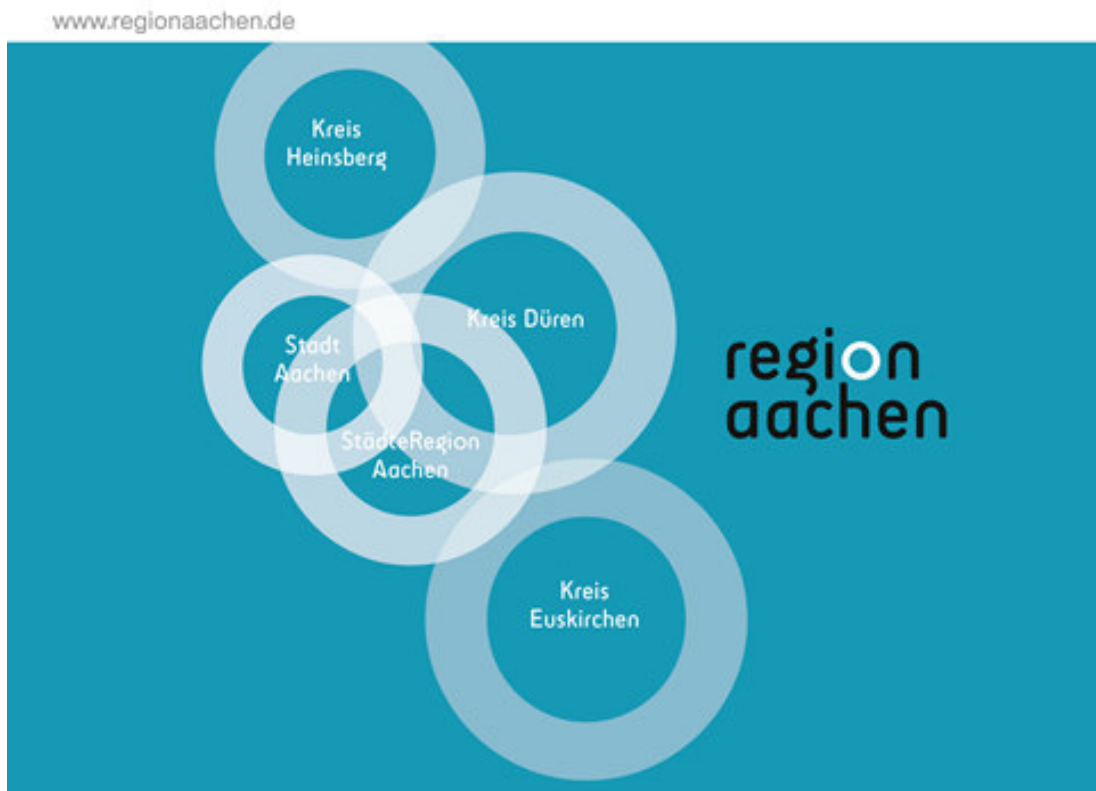 www.regionaachen.de
Kreis
Heinsberg
Kreis Düren
Stadt
Aachen
StädteRegion
Aachen
region
aachen
Kreis
Euskirchen